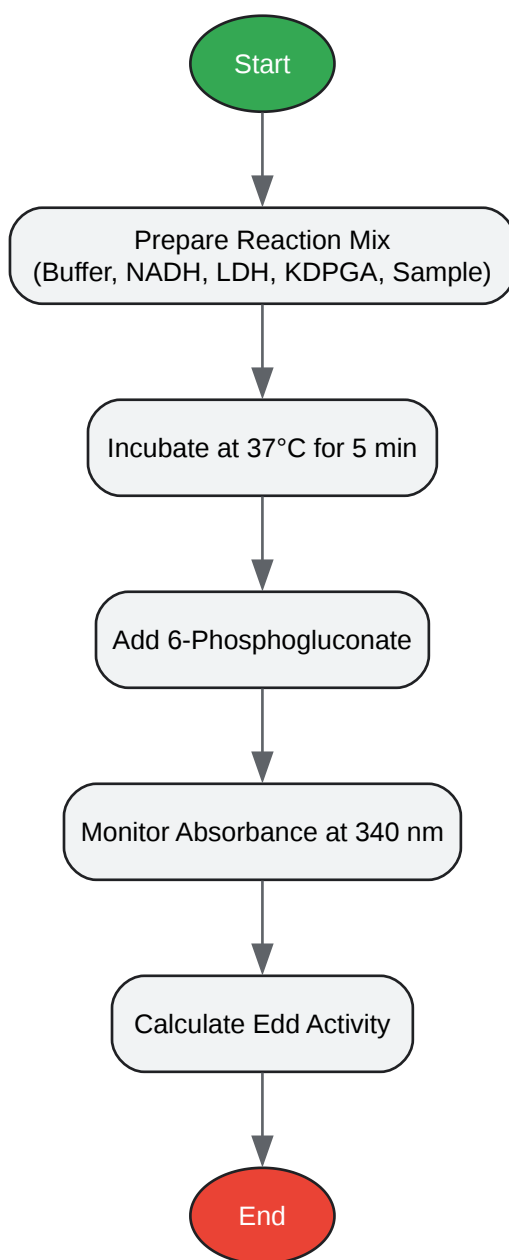 Start
Prepare Reaction Mix
(Buffer, NADH, LDH, KDPGA, Sample)
Incubate at 37°C for 5 min
Add 6-Phosphogluconate
Monitor Absorbance at 340 nm
Calculate Edd Activity
End